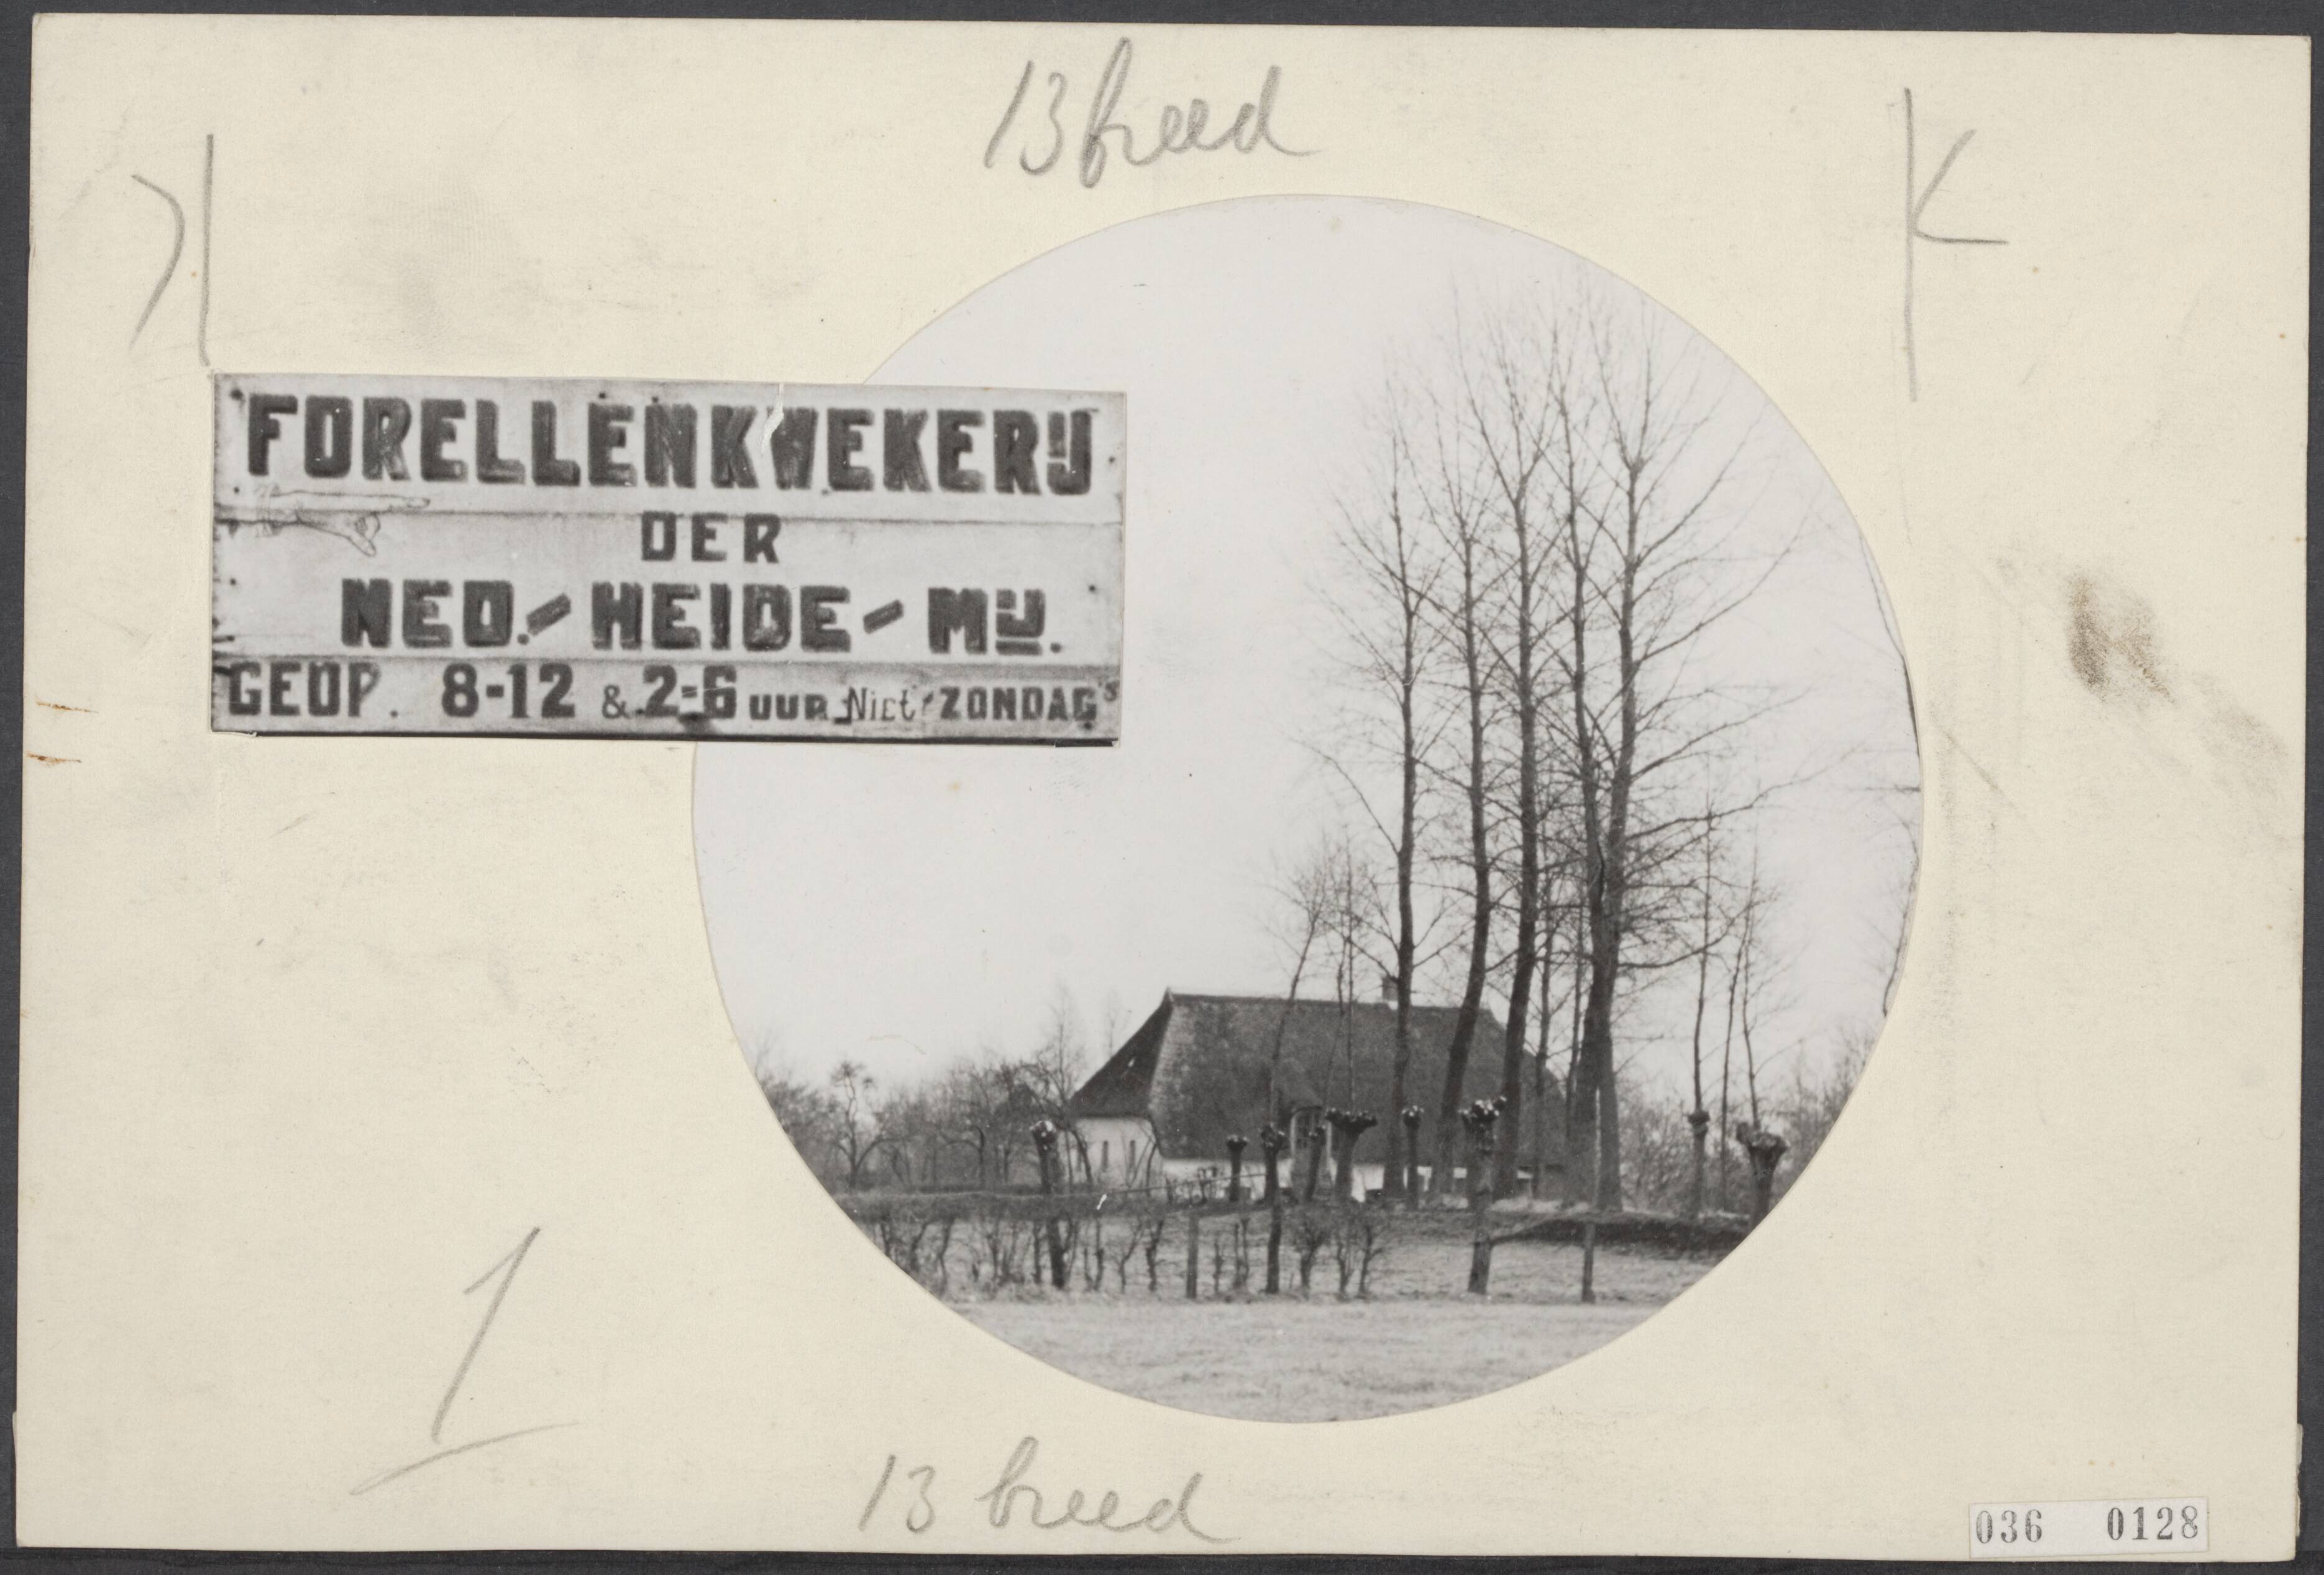 13 breed
FORELLENKWEKERIJ
DER
NED.-HEIDE-MIJ.
GEOP. 8-12 & 2-6 UUR Niet ZONDAG'S
1
13 breed
036 0128